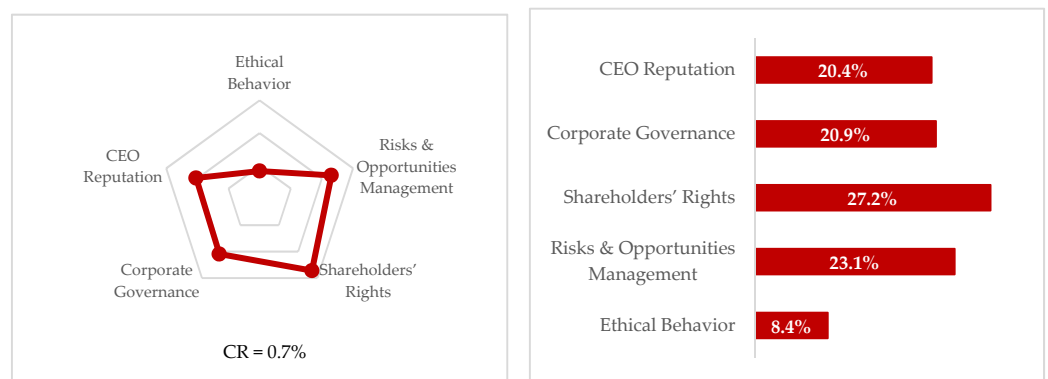 Ethical
Behavior
Risks &
Opportunities
Management
Shareholders’
Rights
Corporate
Governance
CEO
Reputation
CR = 0.7%
CEO Reputation
20.4%
Corporate Governance
20.9%
Shareholders’ Rights
27.2%
Risks & Opportunities
Management
23.1%
Ethical Behavior
8.4%